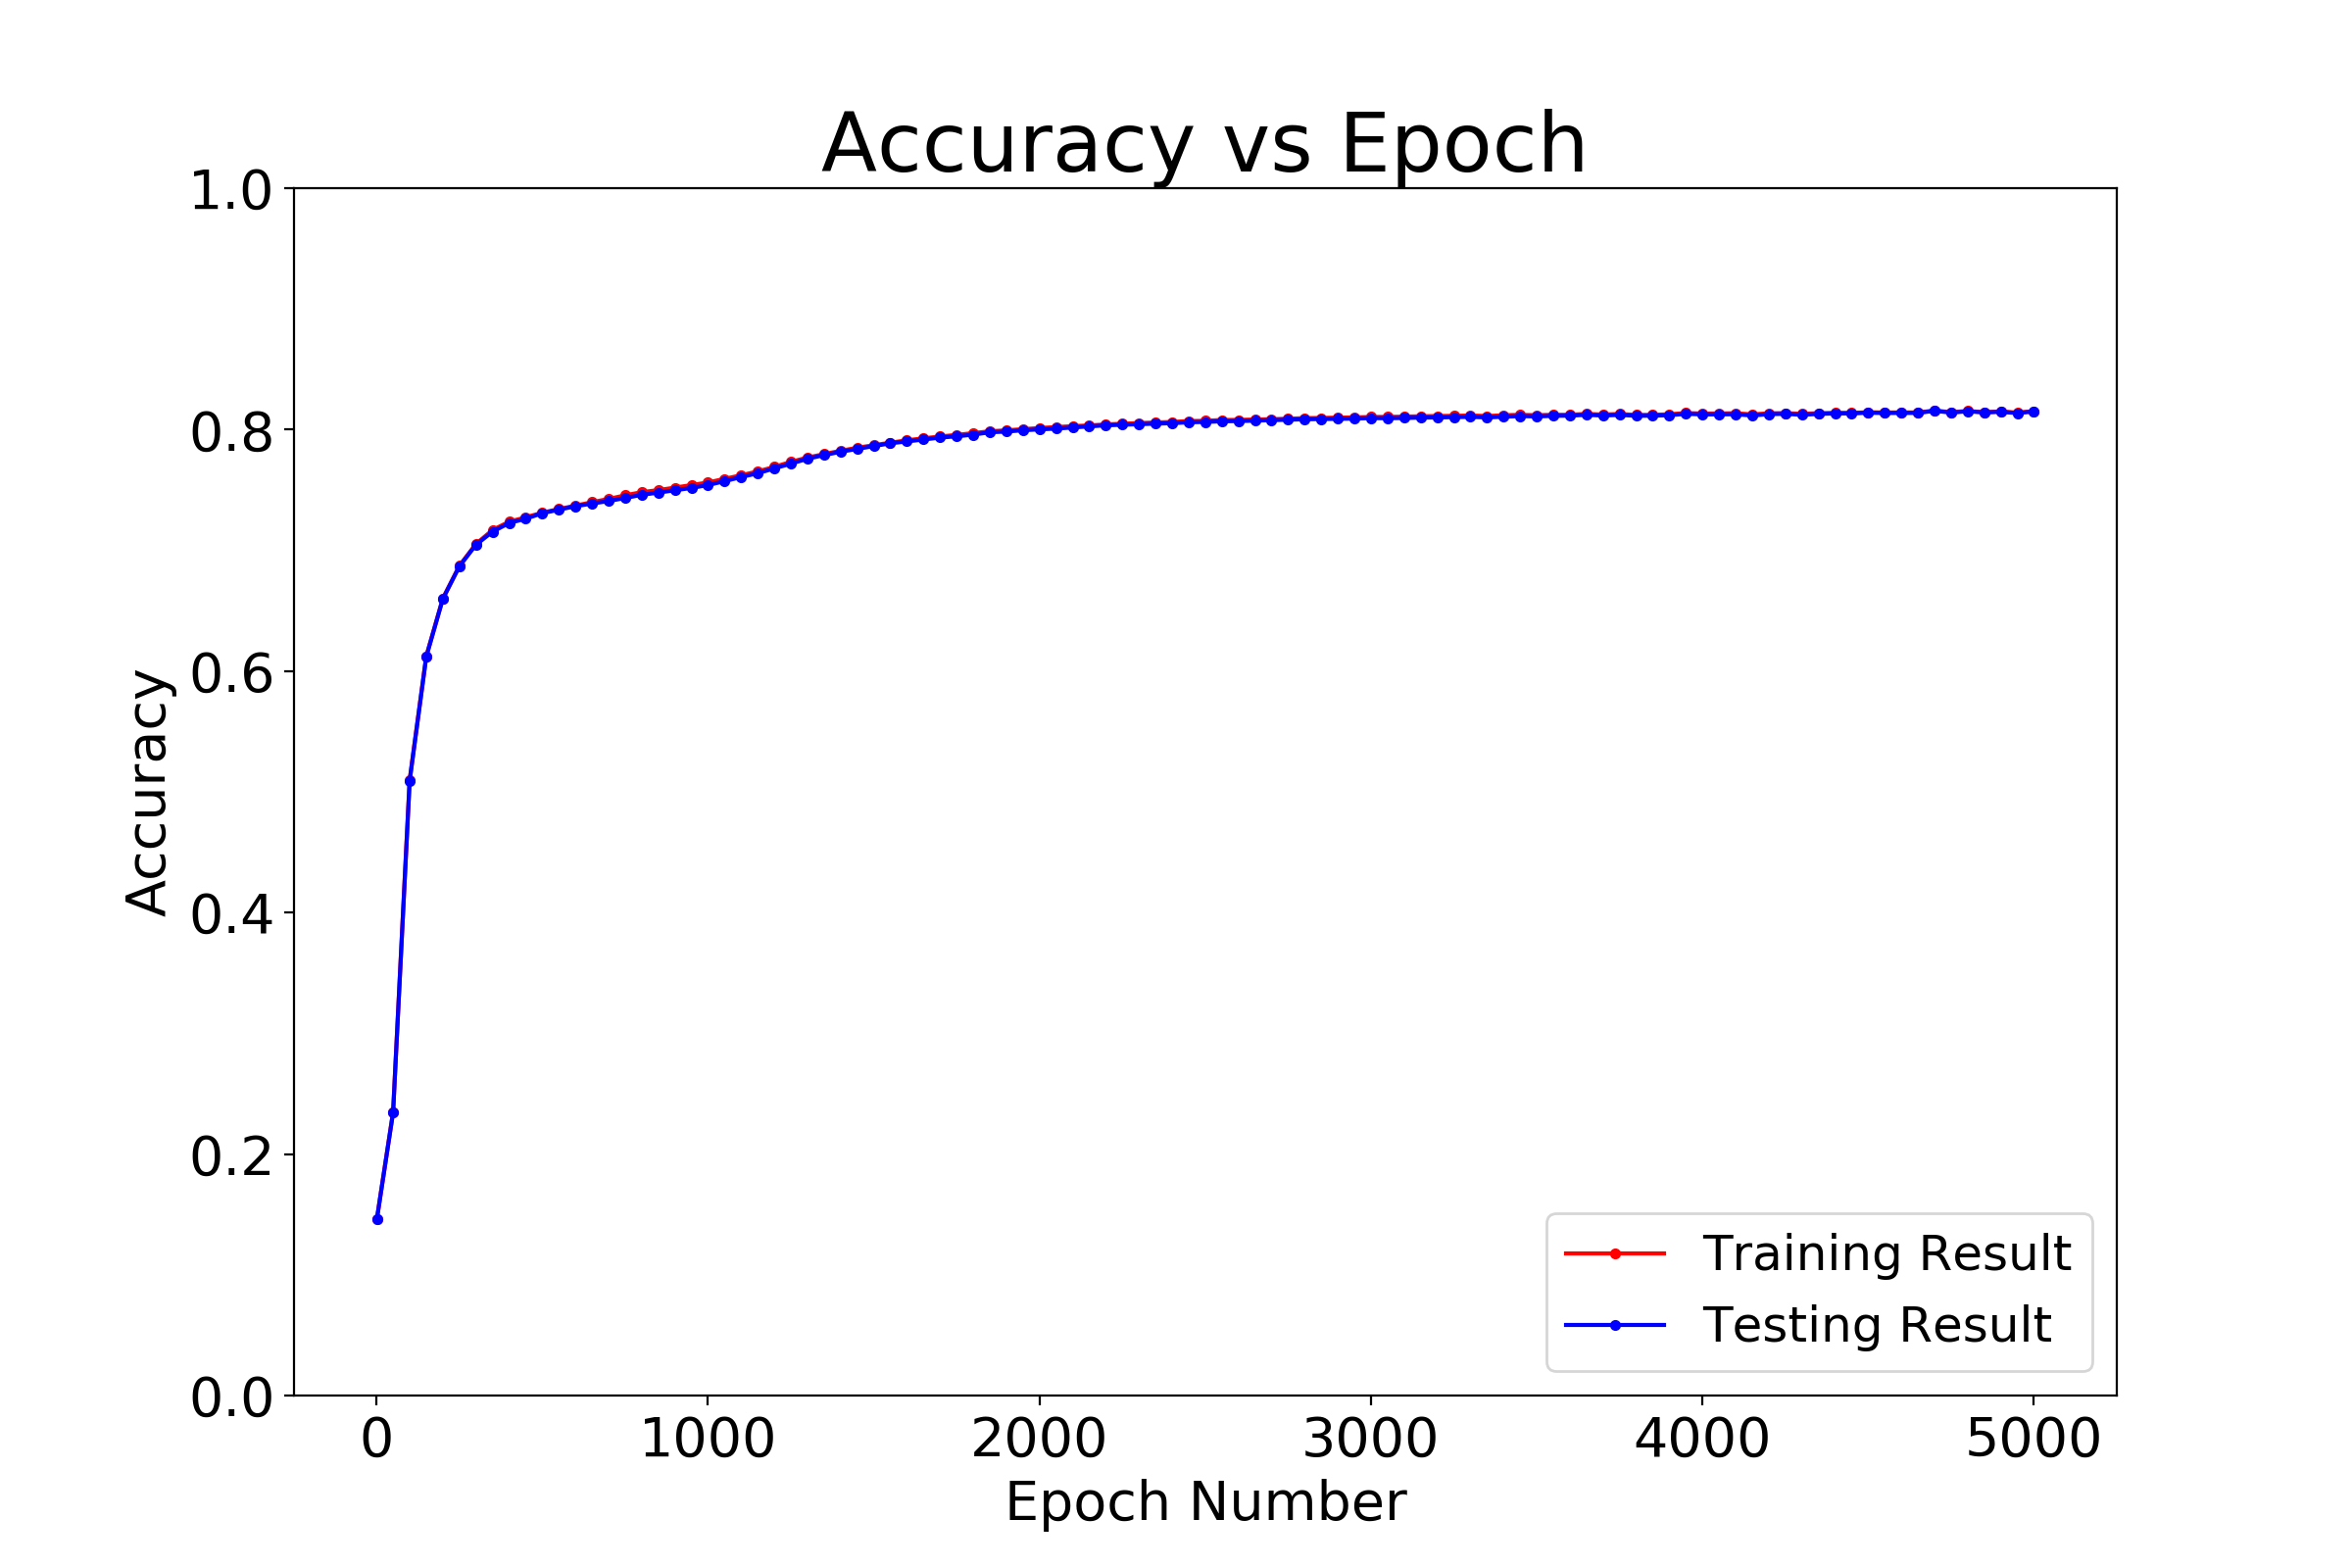 Accuracy vs Epoch
1.0
0.8
0.6
0.4
0.2
0.0
Accuracy
0 1000 2000 3000 4000 5000
Epoch Number
Training Result
Testing Result